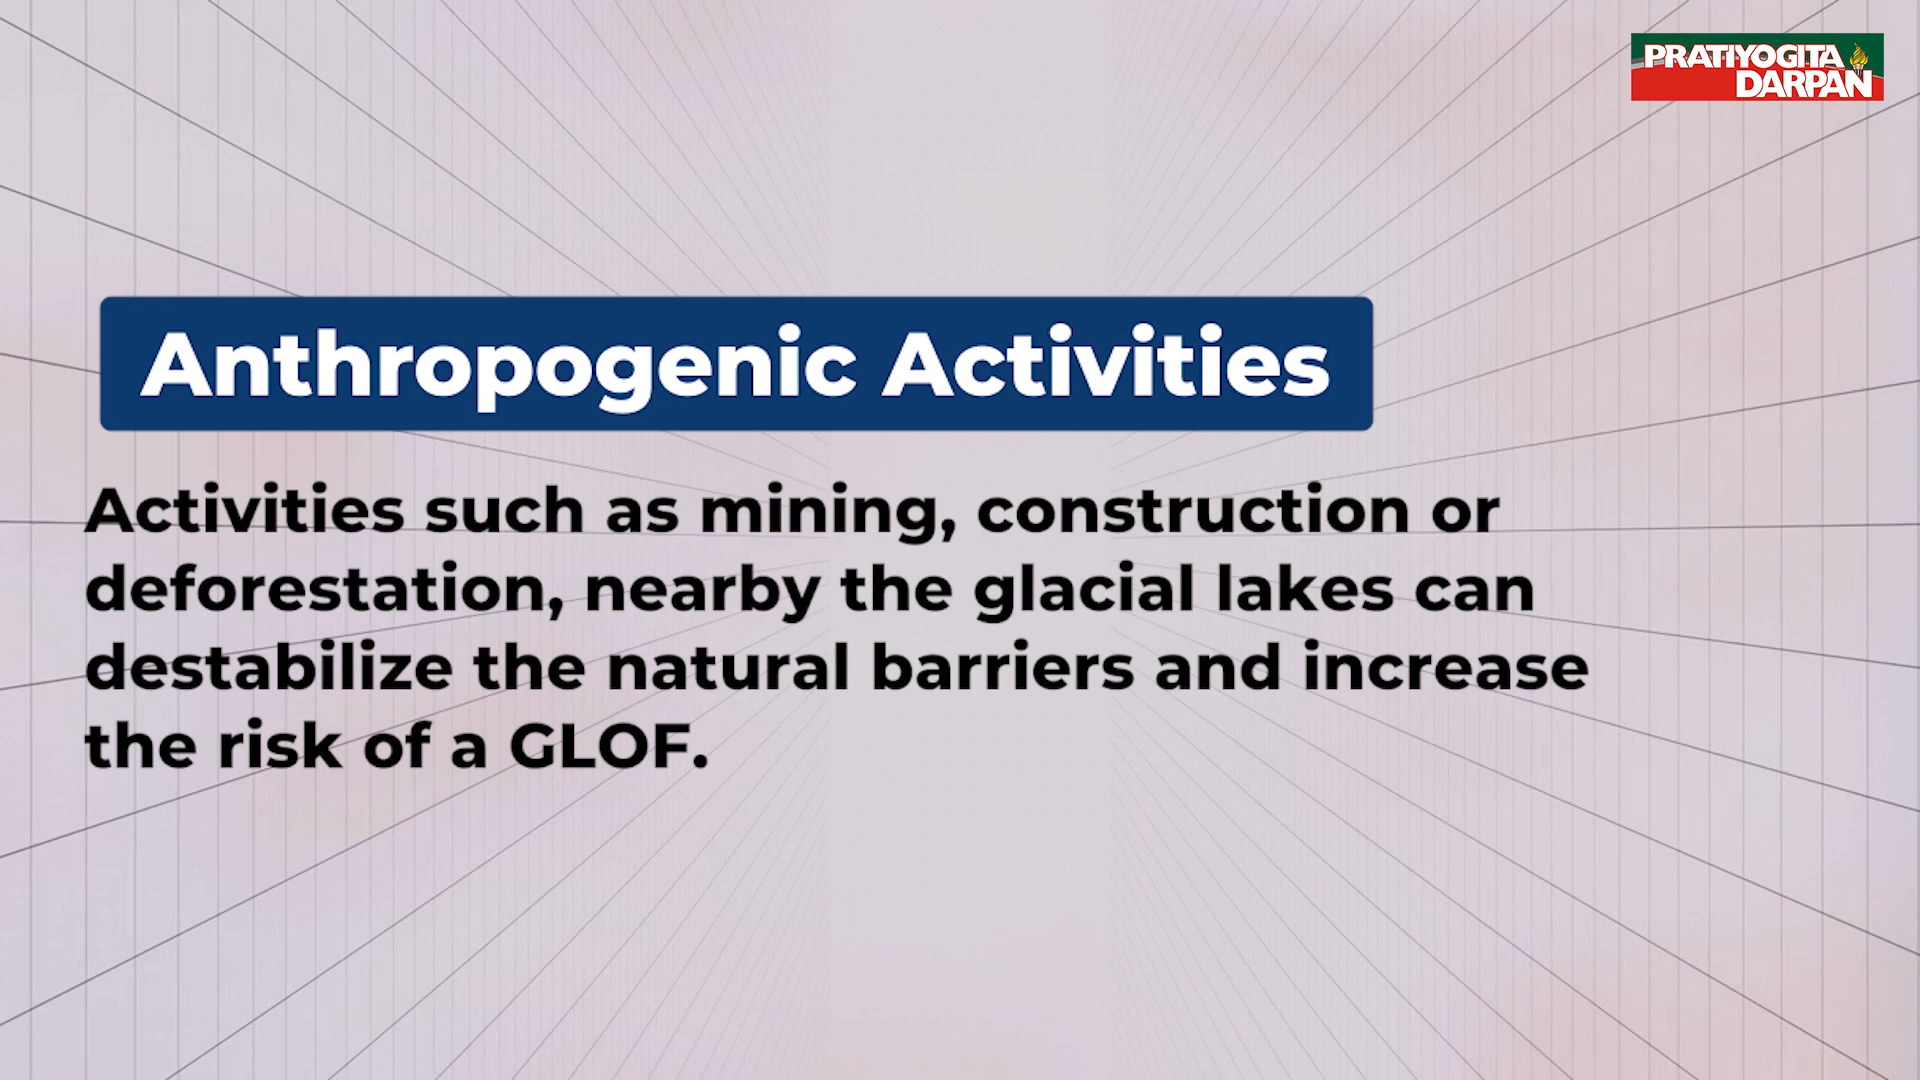 PRATIYOGITA
DARPAN
Anthropogenic Activities
Activities such as mining, construction or
deforestation, nearby the glacial lakes can
destabilize the natural barriers and increase
the risk of a GLOF.